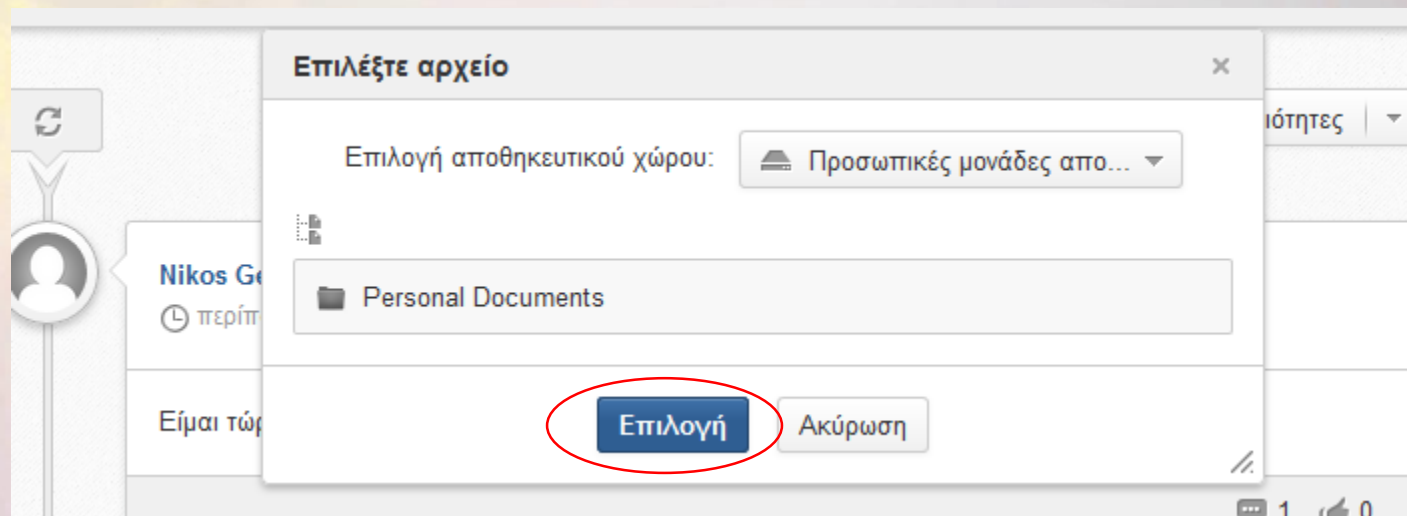 Επιλέξτε αρχείο ×
ιότητες
Επιλογή αποθηκευτικού χώρου: Προσωπικές μονάδες απο...
Nikos Ge
Personal Documents
περίπ
Είμαι τώρ
Επιλογή Ακύρωση
1 0